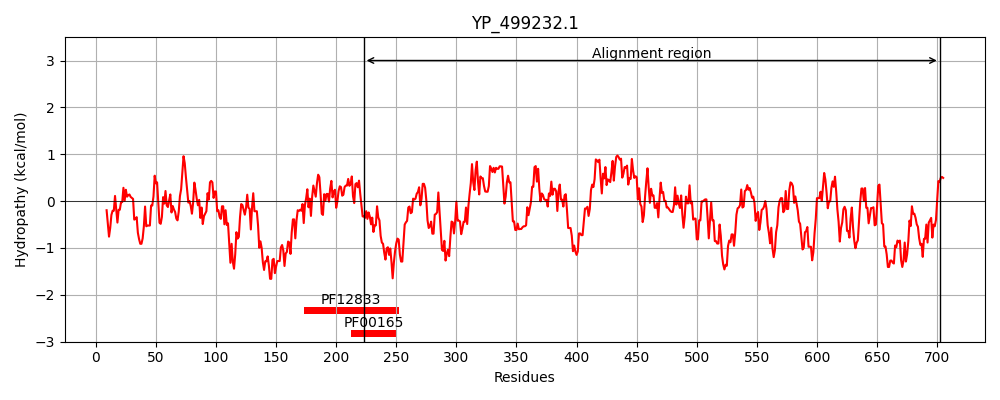 YP_499232.1
Alignment region
3
2
1
0
−1
−2
−3
Hydropathy (kcal/mol)
PF12833
PF00165
0 50 100 150 200 250 300 350 400 450 500 550 600 650 700
Residues